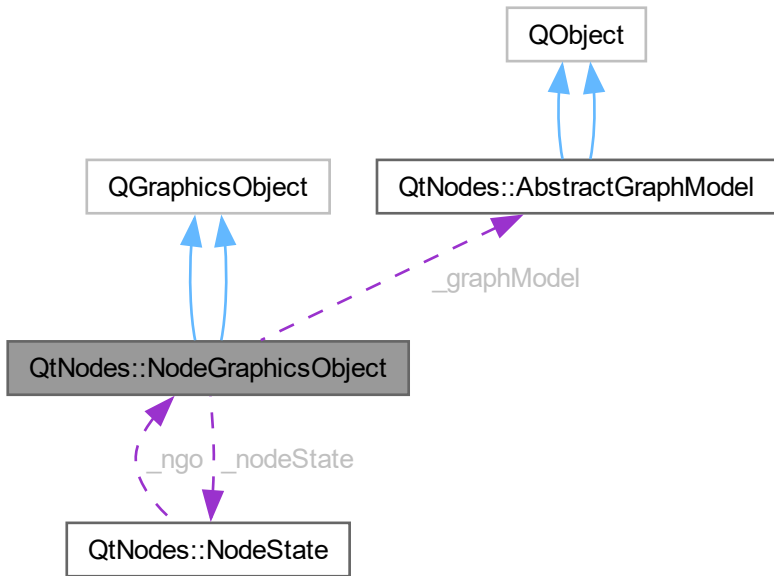 QObject
QGraphicsObject
QtNodes::AbstractGraphModel
_graphModel
QtNodes::NodeGraphicsObject
_ngo
_nodeState
QtNodes::NodeState